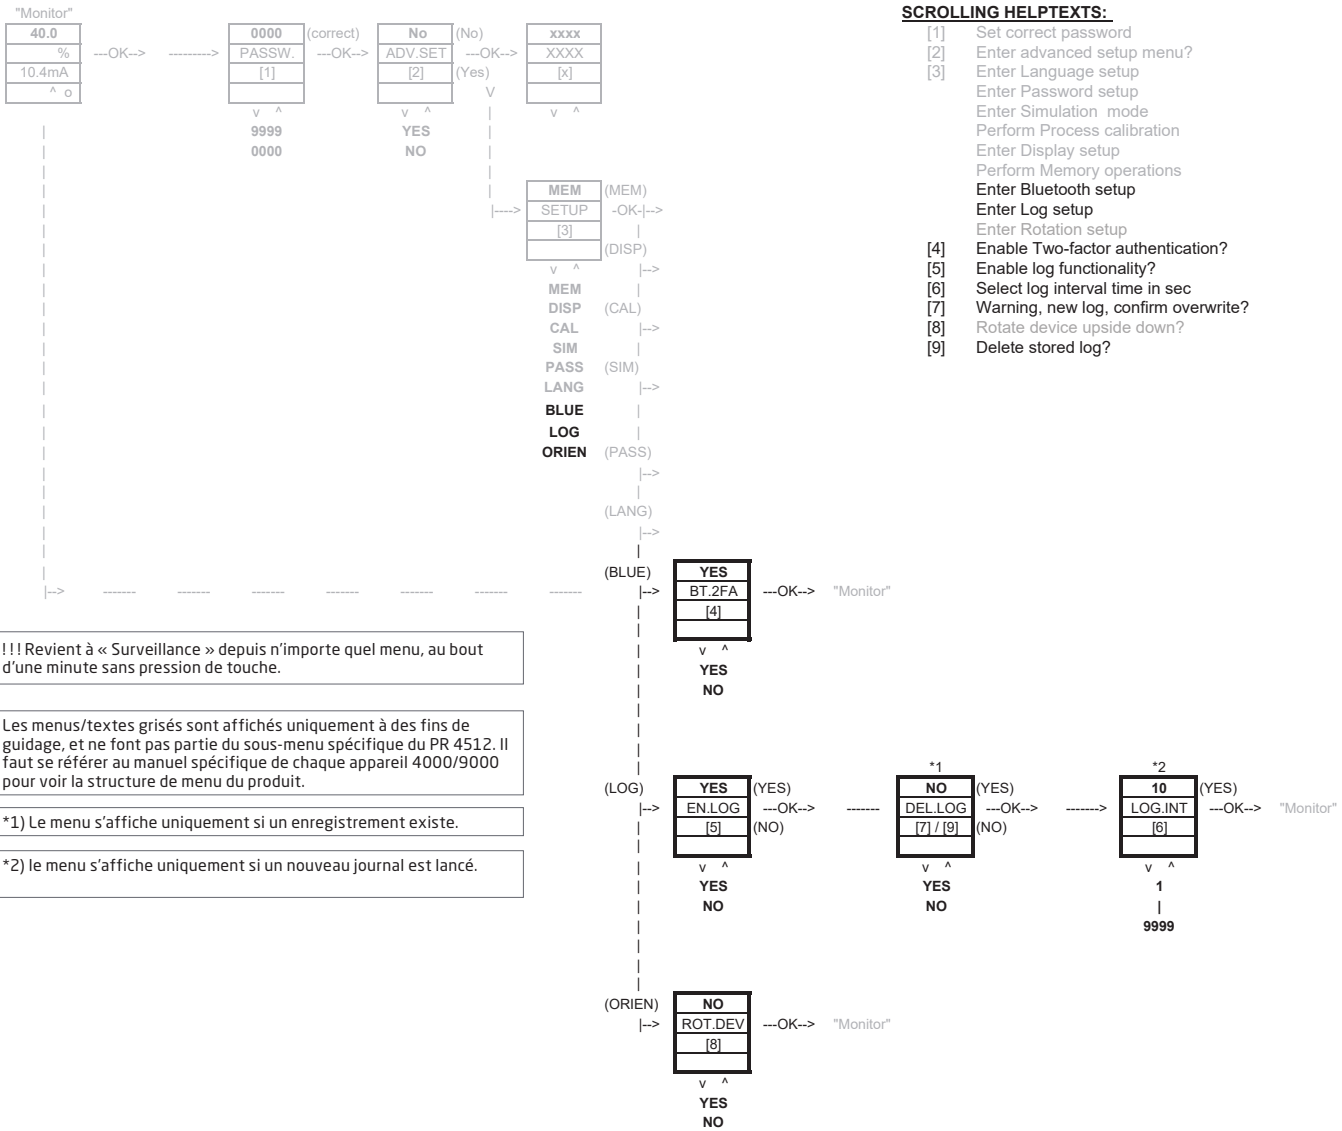 "Monitor"
40.0 0000 (correct) No (No) xxxx
% ---OK--> ---------> PASSW. ---OK--> ADV.SET ---OK--> XXXX
10.4mA [1] [2] (Yes) [x]
^ o V
v ^ v ^ | v ^
| 9999 YES |
| 0000 NO |
SCROLLING HELPTEXTS:
[1] Set correct password
[2] Enter advanced setup menu?
[3] Enter Language setup
Enter Password setup
Enter Simulation mode
Perform Process calibration
Enter Display setup
Perform Memory operations
Enter Bluetooth setup
Enter Log setup
Enter Rotation setup
[4] Enable Two-factor authentication?
[5] Enable log functionality?
[6] Select log interval time in sec
[7] Warning, new log, confirm overwrite?
[8] Rotate device upside down?
[9] Delete stored log?
MEM (MEM)
|----> SETUP -OK-|-->
[3] |
(DISP)
v ^ |-->
MEM |
DISP (CAL)
CAL |-->
SIM |
PASS (SIM)
LANG |-->
BLUE |
LOG |
ORIEN (PASS)
|-->
|
(LANG)
|-->
|
(BLUE) YES
|--> ------- ------- ------- ------- ------- ------- ------- |--> BT.2FA ---OK--> "Monitor"
[4]
v ^
YES
NO
! ! ! Revient à « Surveillance » depuis n’importe quel menu, au bout
d’une minute sans pression de touche.
Les menus/textes grisés sont affichés uniquement à des fins de
guidage, et ne font pas partie du sous-menu spécifique du PR 4512. Il
faut se référer au manuel spécifique de chaque appareil 4000/9000
pour voir la structure de menu du produit.
*1) Le menu s’affiche uniquement si un enregistrement existe.
*2) le menu s’affiche uniquement si un nouveau journal est lancé.
*1 *2
(LOG) YES (YES) NO (YES) 10 (YES)
|--> EN.LOG ---OK--> ------- DEL.LOG ---OK--> -------> LOG.INT ---OK--> "Monitor"
[5] (NO) [7] / [9] (NO) [6]
v ^ v ^ v ^
YES YES 1
NO NO |
9999
(ORIEN) NO
|--> ROT.DEV ---OK--> "Monitor"
[8]
v ^
YES
NO